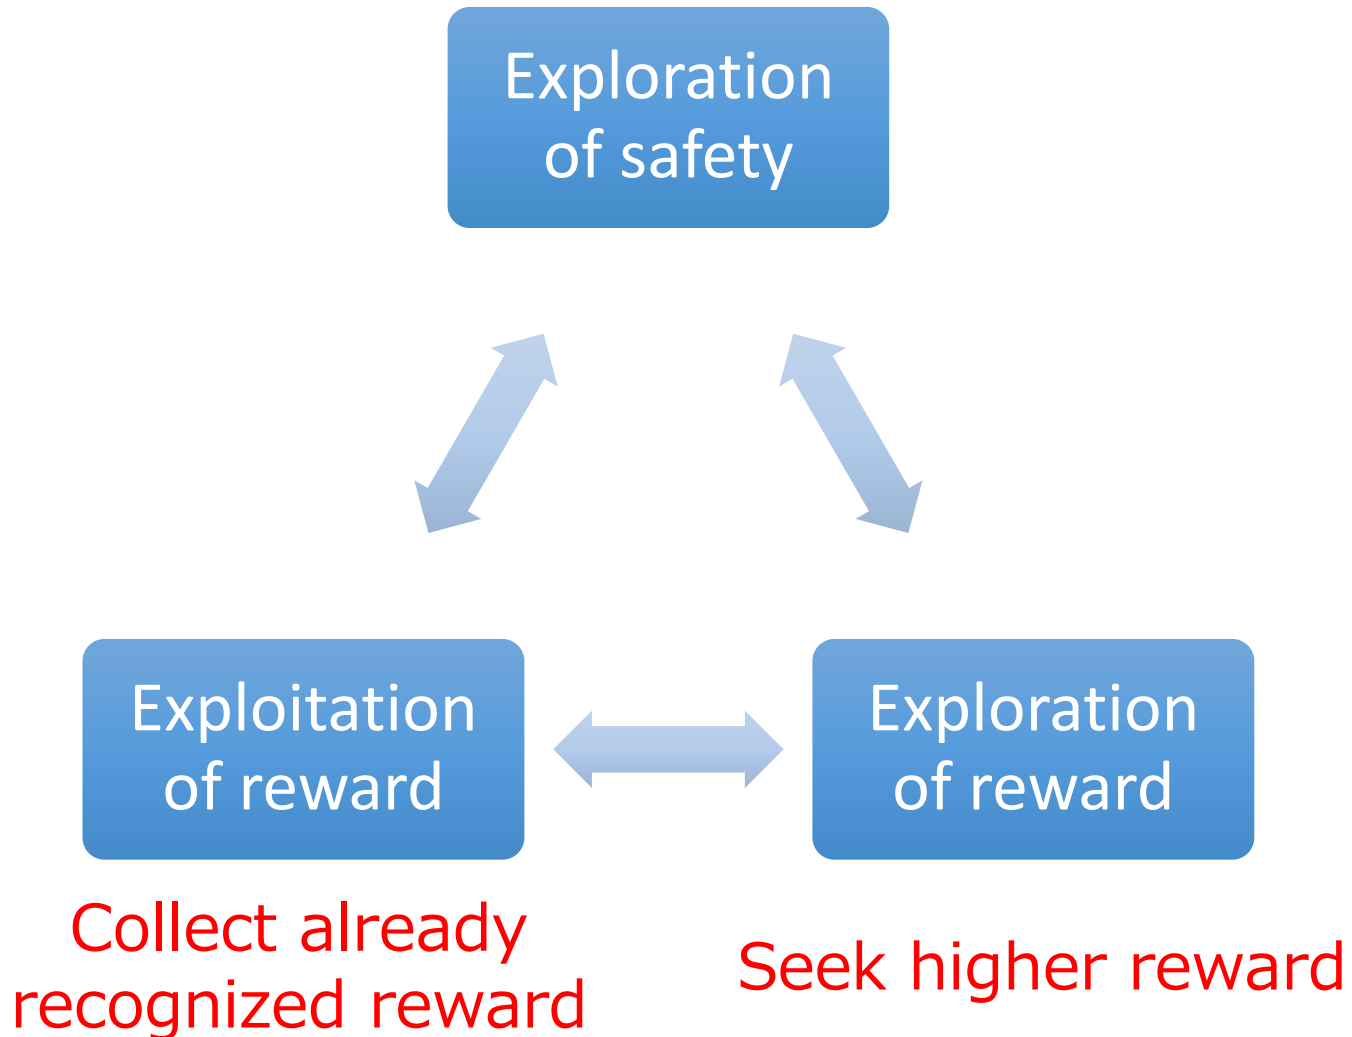 Exploration
of safety
Exploitation
of reward
Exploration
of reward
Collect already
recognized reward
Seek higher reward